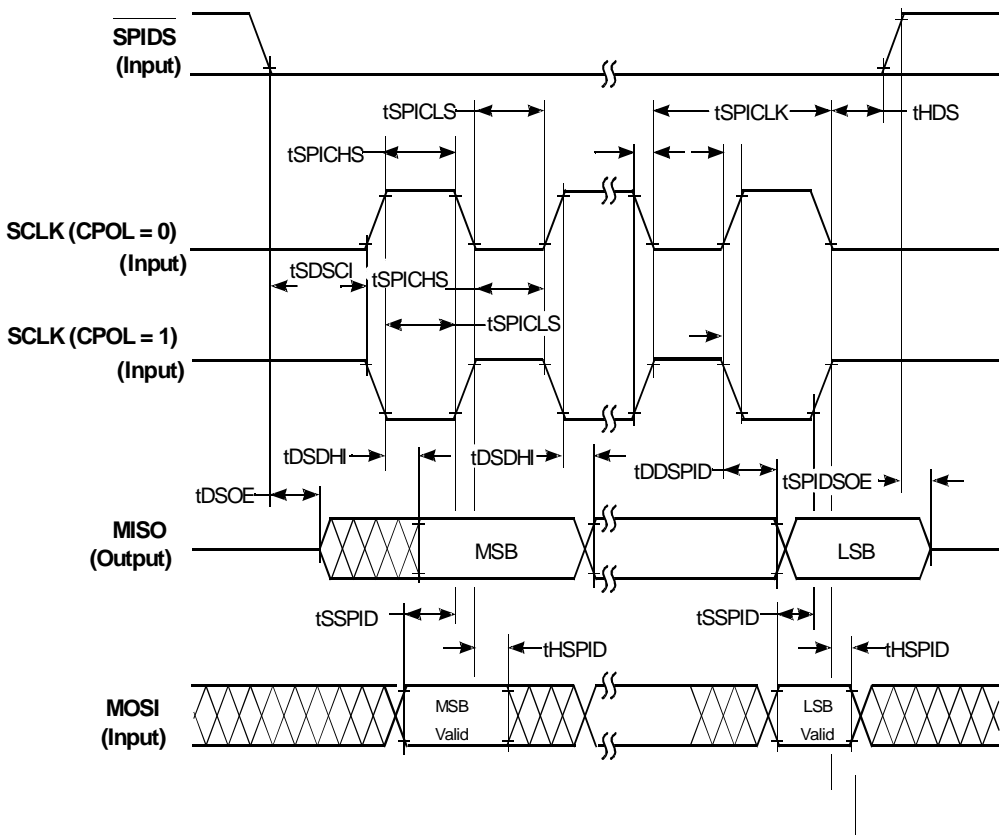 SPIDS
(Input)
tSPICLS
tSPICLK
tHDS
tSPICHS
SCLK (CPOL = 0)
(Input)
tSDSCI
tSPICHS
tSPICLS
SCLK (CPOL = 1)
(Input)
tDSDHI
tDSDHI
tDDSPID
tSPIDSOE
tDSOE
MISO
(Output)
MSB
LSB
tSSPID
tSSPID
tHSPID
tHSPID
MOSI
(Input)
MSB
Valid
LSB
Valid